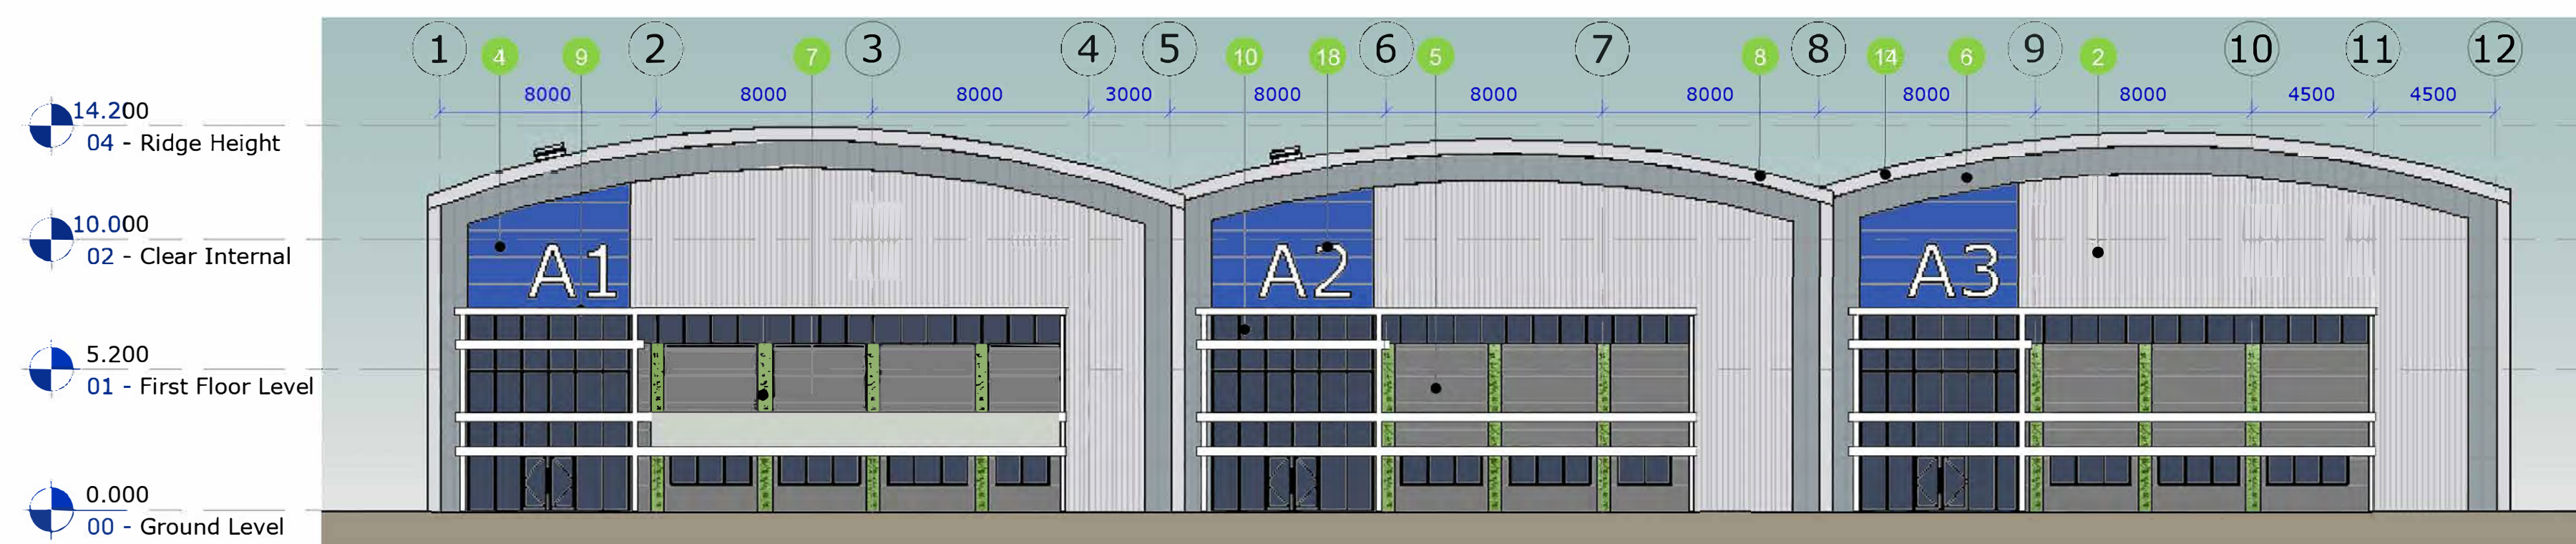 1 4 9 2 7 3 4 5 10 18 6 5 7 8 8 14 6 9 2 10 11 12
8000 8000 8000 3000 8000 8000 8000 8000 8000 4500 4500
14.200
04 - Ridge Height
10.000
02 - Clear Internal
A1 A2 A3
5.200
01 - First Floor Level
0.000
00 - Ground Level